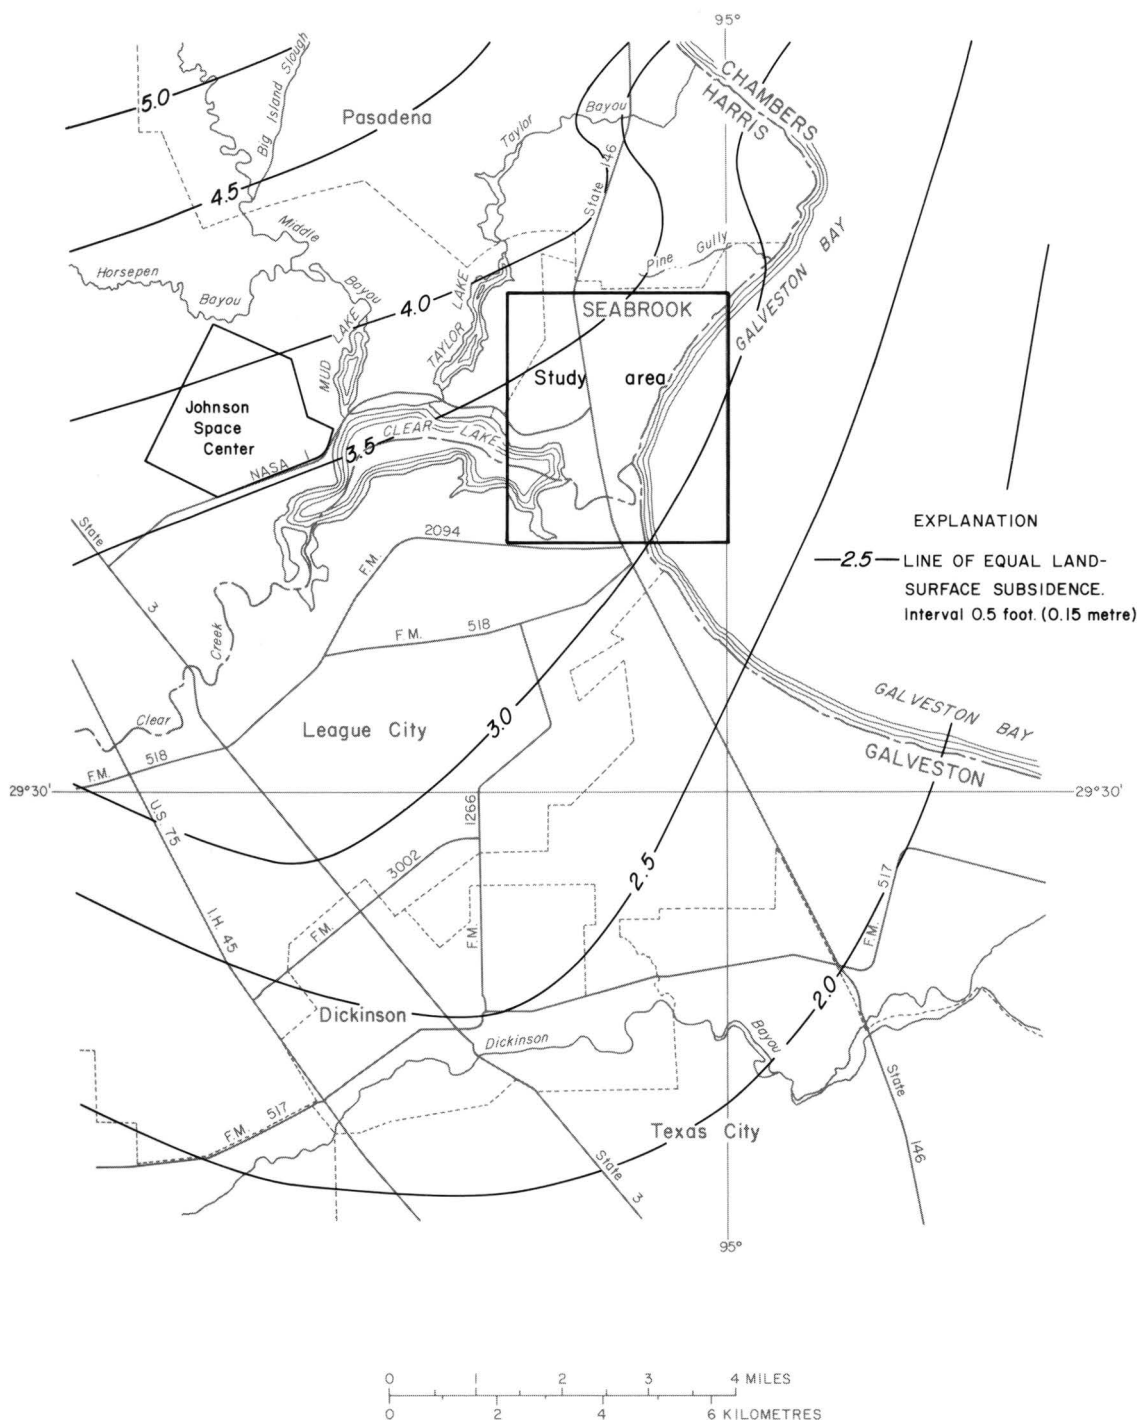 95°
5.0
Big Island Slough
Pasadena
Taylor
Bayou
CHAMBERS
HARRIS
4.5
State 146
Middle
Bayou
Horsepen
Bayou
Pine Gully
GALVESTON BAY
4.0
TAYLOR LAKE
MUD LAKE
SEABROOK
Study area
Johnson
Space
Center
CLEAR LAKE
NASA 1
3.5
State 3
2094
F.M.
EXPLANATION
—2.5— LINE OF EQUAL LAND-
SURFACE SUBSIDENCE.
Interval 0.5 foot. (0.15 metre)
F.M. 518
Clear Creek
GALVESTON BAY
GALVESTON
League City
3.0
F.M. 518
29°30'
29°30'
U.S. 75
F.M. 1266
F.M. 3002
2.5
F.M. 517
I.H. 45
2.0
Dickinson
Dickinson Bayou
State 146
F.M. 517
Texas City
State 3
95°
0 1 2 3 4 MILES
0 2 4 6 KILOMETRES